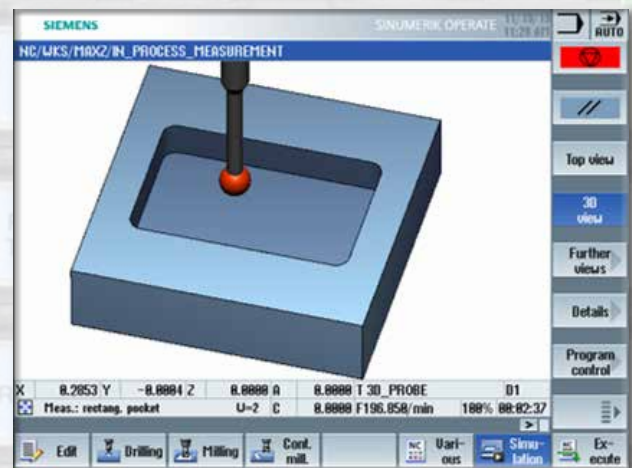 SIEMENS
SINUMERIK OPERATE
AUTO
NC/WKS/MAXZ/IN_PROCESS_MEASUREMENT
Top view
3D view
Further views
Details
Program control
X 0.2053 Y -0.0004 Z 0.0000 A 0.0000 T 3D_PROBE D1
Meas.: rectang. pocket U=2 C 0.0000 F196.850/min 100% 00:02:37
Edit Drilling Milling Cont. mill. NC Vari-ous Simu-lation Ex-ecute